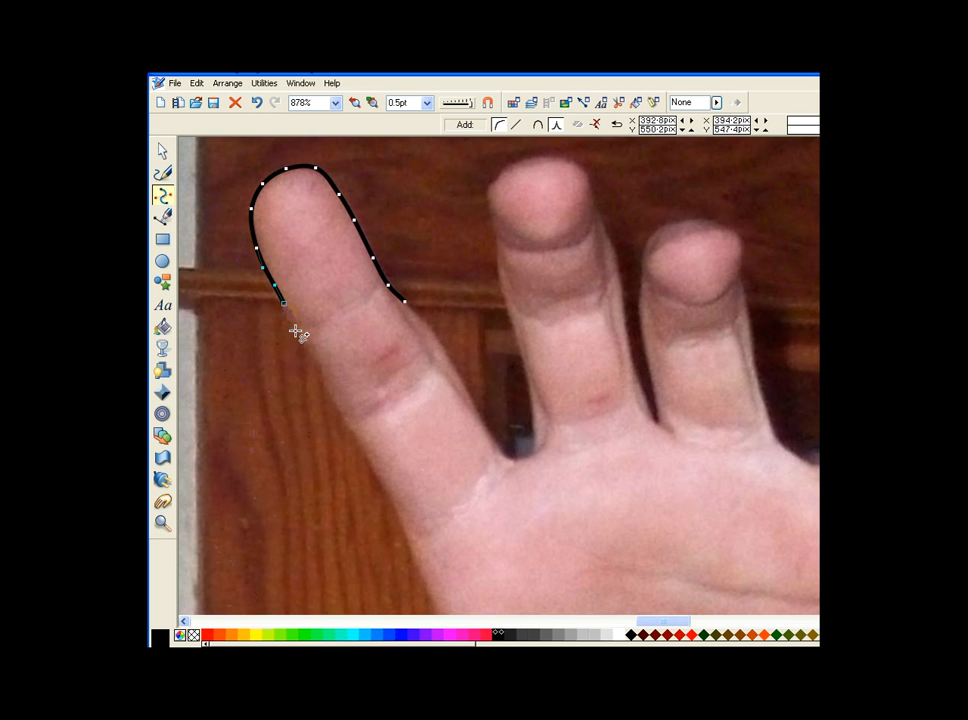 File Edit Arrange Utilities Window Help
878% 0.5pt None
Add: X 392.8pix X 394.2pix
Y 550.2pix Y 547.4pix
Aa